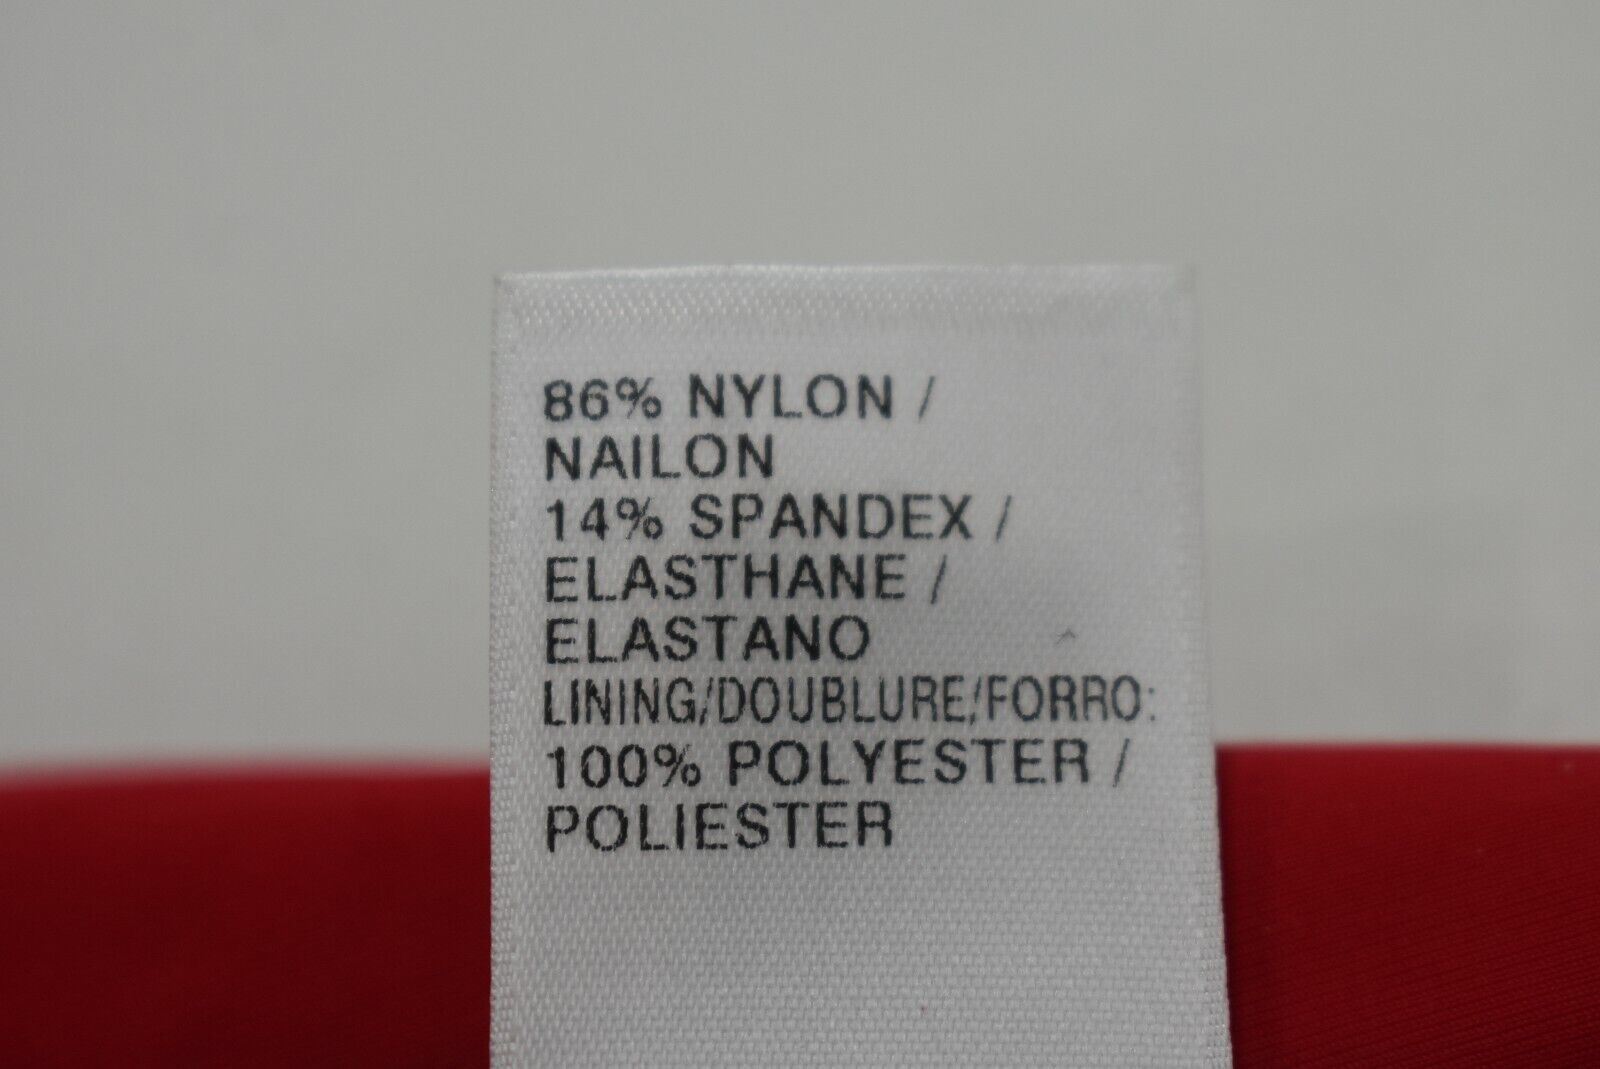 86% NYLON /
NAILON
14% SPANDEX /
ELASTHANE /
ELASTANO
LINING/DOUBLURE/FORRO:
100% POLYESTER /
POLIESTER